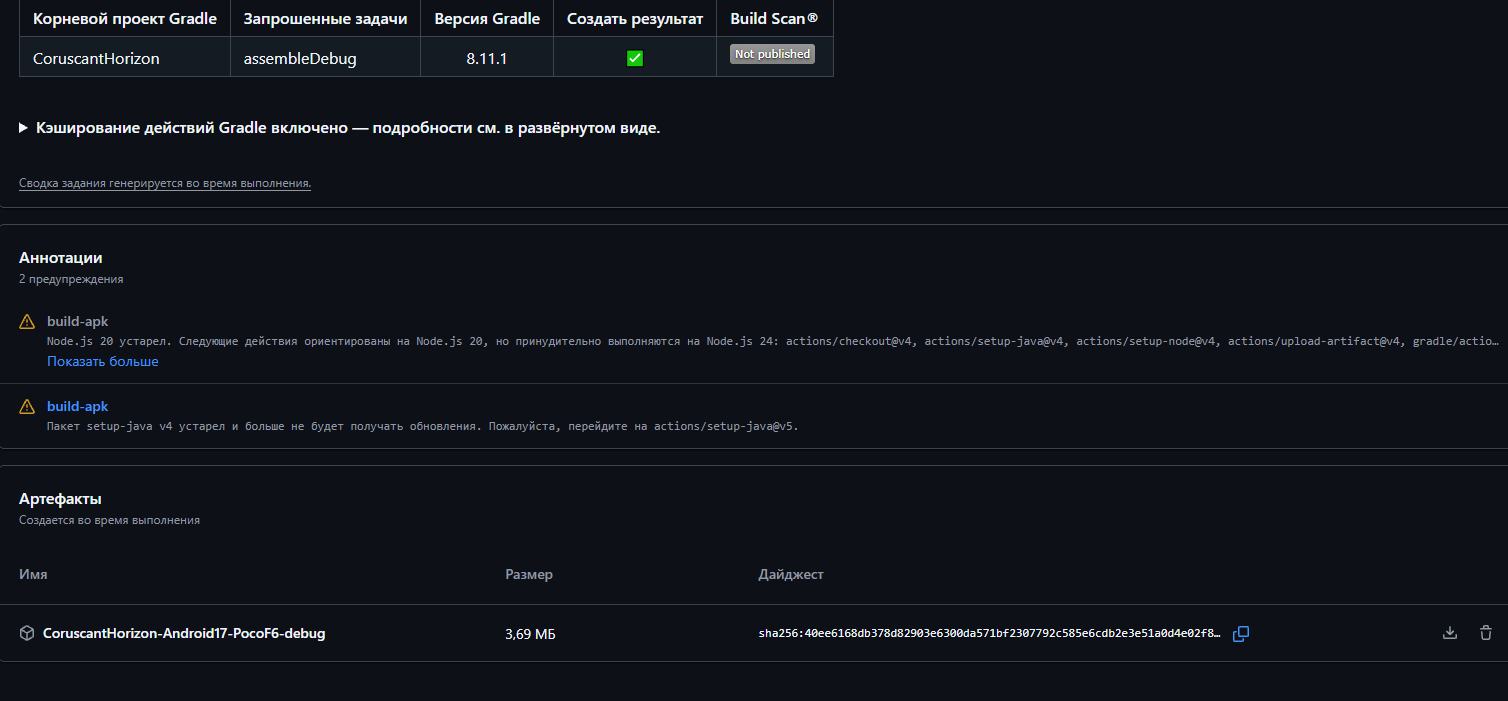 Корневой проект Gradle Запрошенные задачи Версия Gradle Создать результат Build Scan®
CoruscantHorizon assembleDebug 8.11.1 ✅ Not published
▶ Кэширование действий Gradle включено — подробности см. в развёрнутом виде.
Сводка задания генерируется во время выполнения.
Аннотации
2 предупреждения
build-apk
Node.js 20 устарел. Следующие действия ориентированы на Node.js 20, но принудительно выполняются на Node.js 24: actions/checkout@v4, actions/setup-java@v4, actions/setup-node@v4, actions/upload-artifact@v4, gradle/actio…
Показать больше
build-apk
Пакет setup-java v4 устарел и больше не будет получать обновления. Пожалуйста, перейдите на actions/setup-java@v5.
Артефакты
Создается во время выполнения
Имя Размер Дайджест
CoruscantHorizon-Android17-PocoF6-debug 3,69 МБ sha256:40ee6168db378d82903e6300da571bf2307792c585e6cdb2e3e51a0d4e02f8…